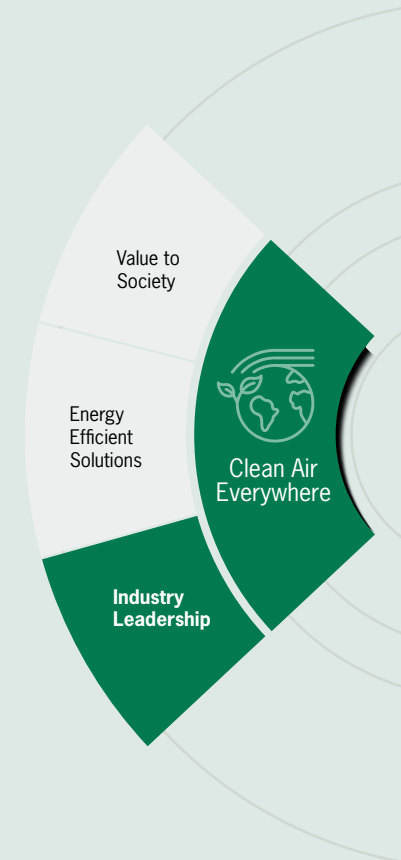 Value to
Society
Energy
Efficient
Solutions
Clean Air
Everywhere
Industry
Leadership